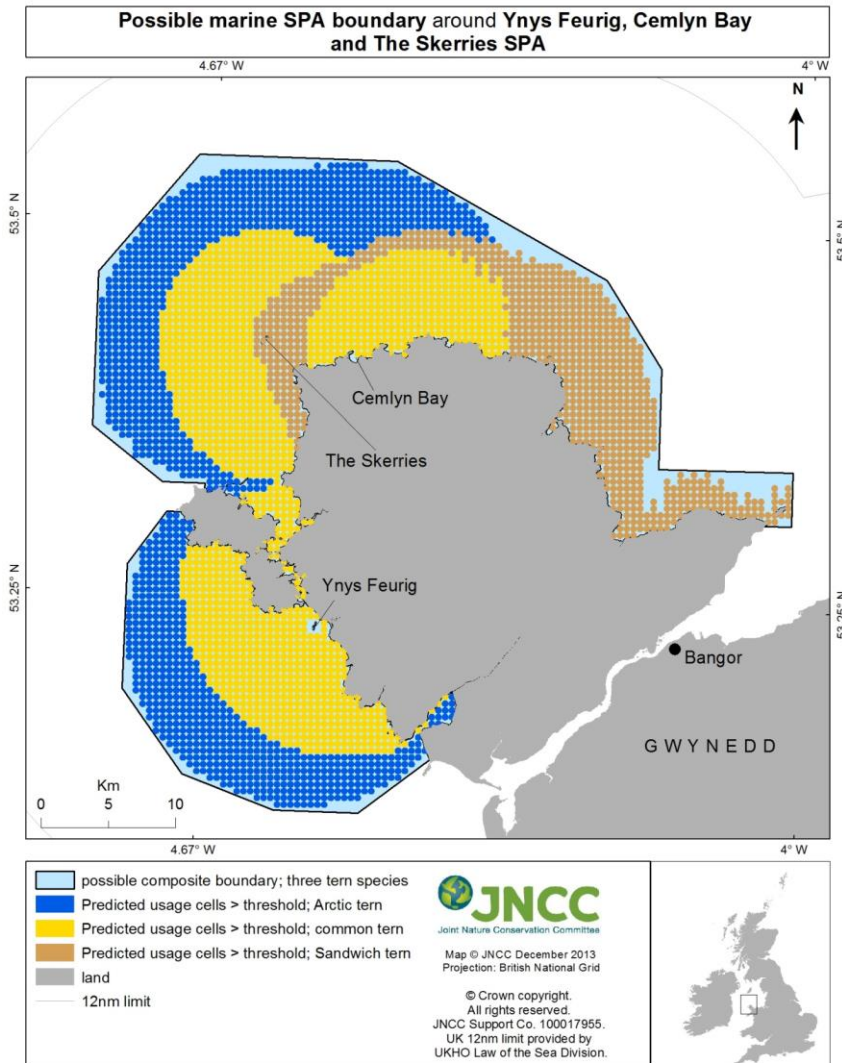 Possible marine SPA boundary around Ynys Feurig, Cemlyn Bay
and The Skerries SPA
4.67° W
4° W
N
53.5° N
53.5° N
Cemlyn Bay
The Skerries
53.25° N
Ynys Feurig
53.25° N
Bangor
GWYNEDD
Km
0 5 10
4.67° W
4° W
possible composite boundary; three tern species
Predicted usage cells > threshold; Arctic tern
Predicted usage cells > threshold; common tern
Predicted usage cells > threshold; Sandwich tern
land
12nm limit
JNCC
Joint Nature Conservation Committee
Map © JNCC December 2013
Projection: British National Grid
© Crown copyright.
All rights reserved.
JNCC Support Co. 100017955.
UK 12nm limit provided by
UKHO Law of the Sea Division.